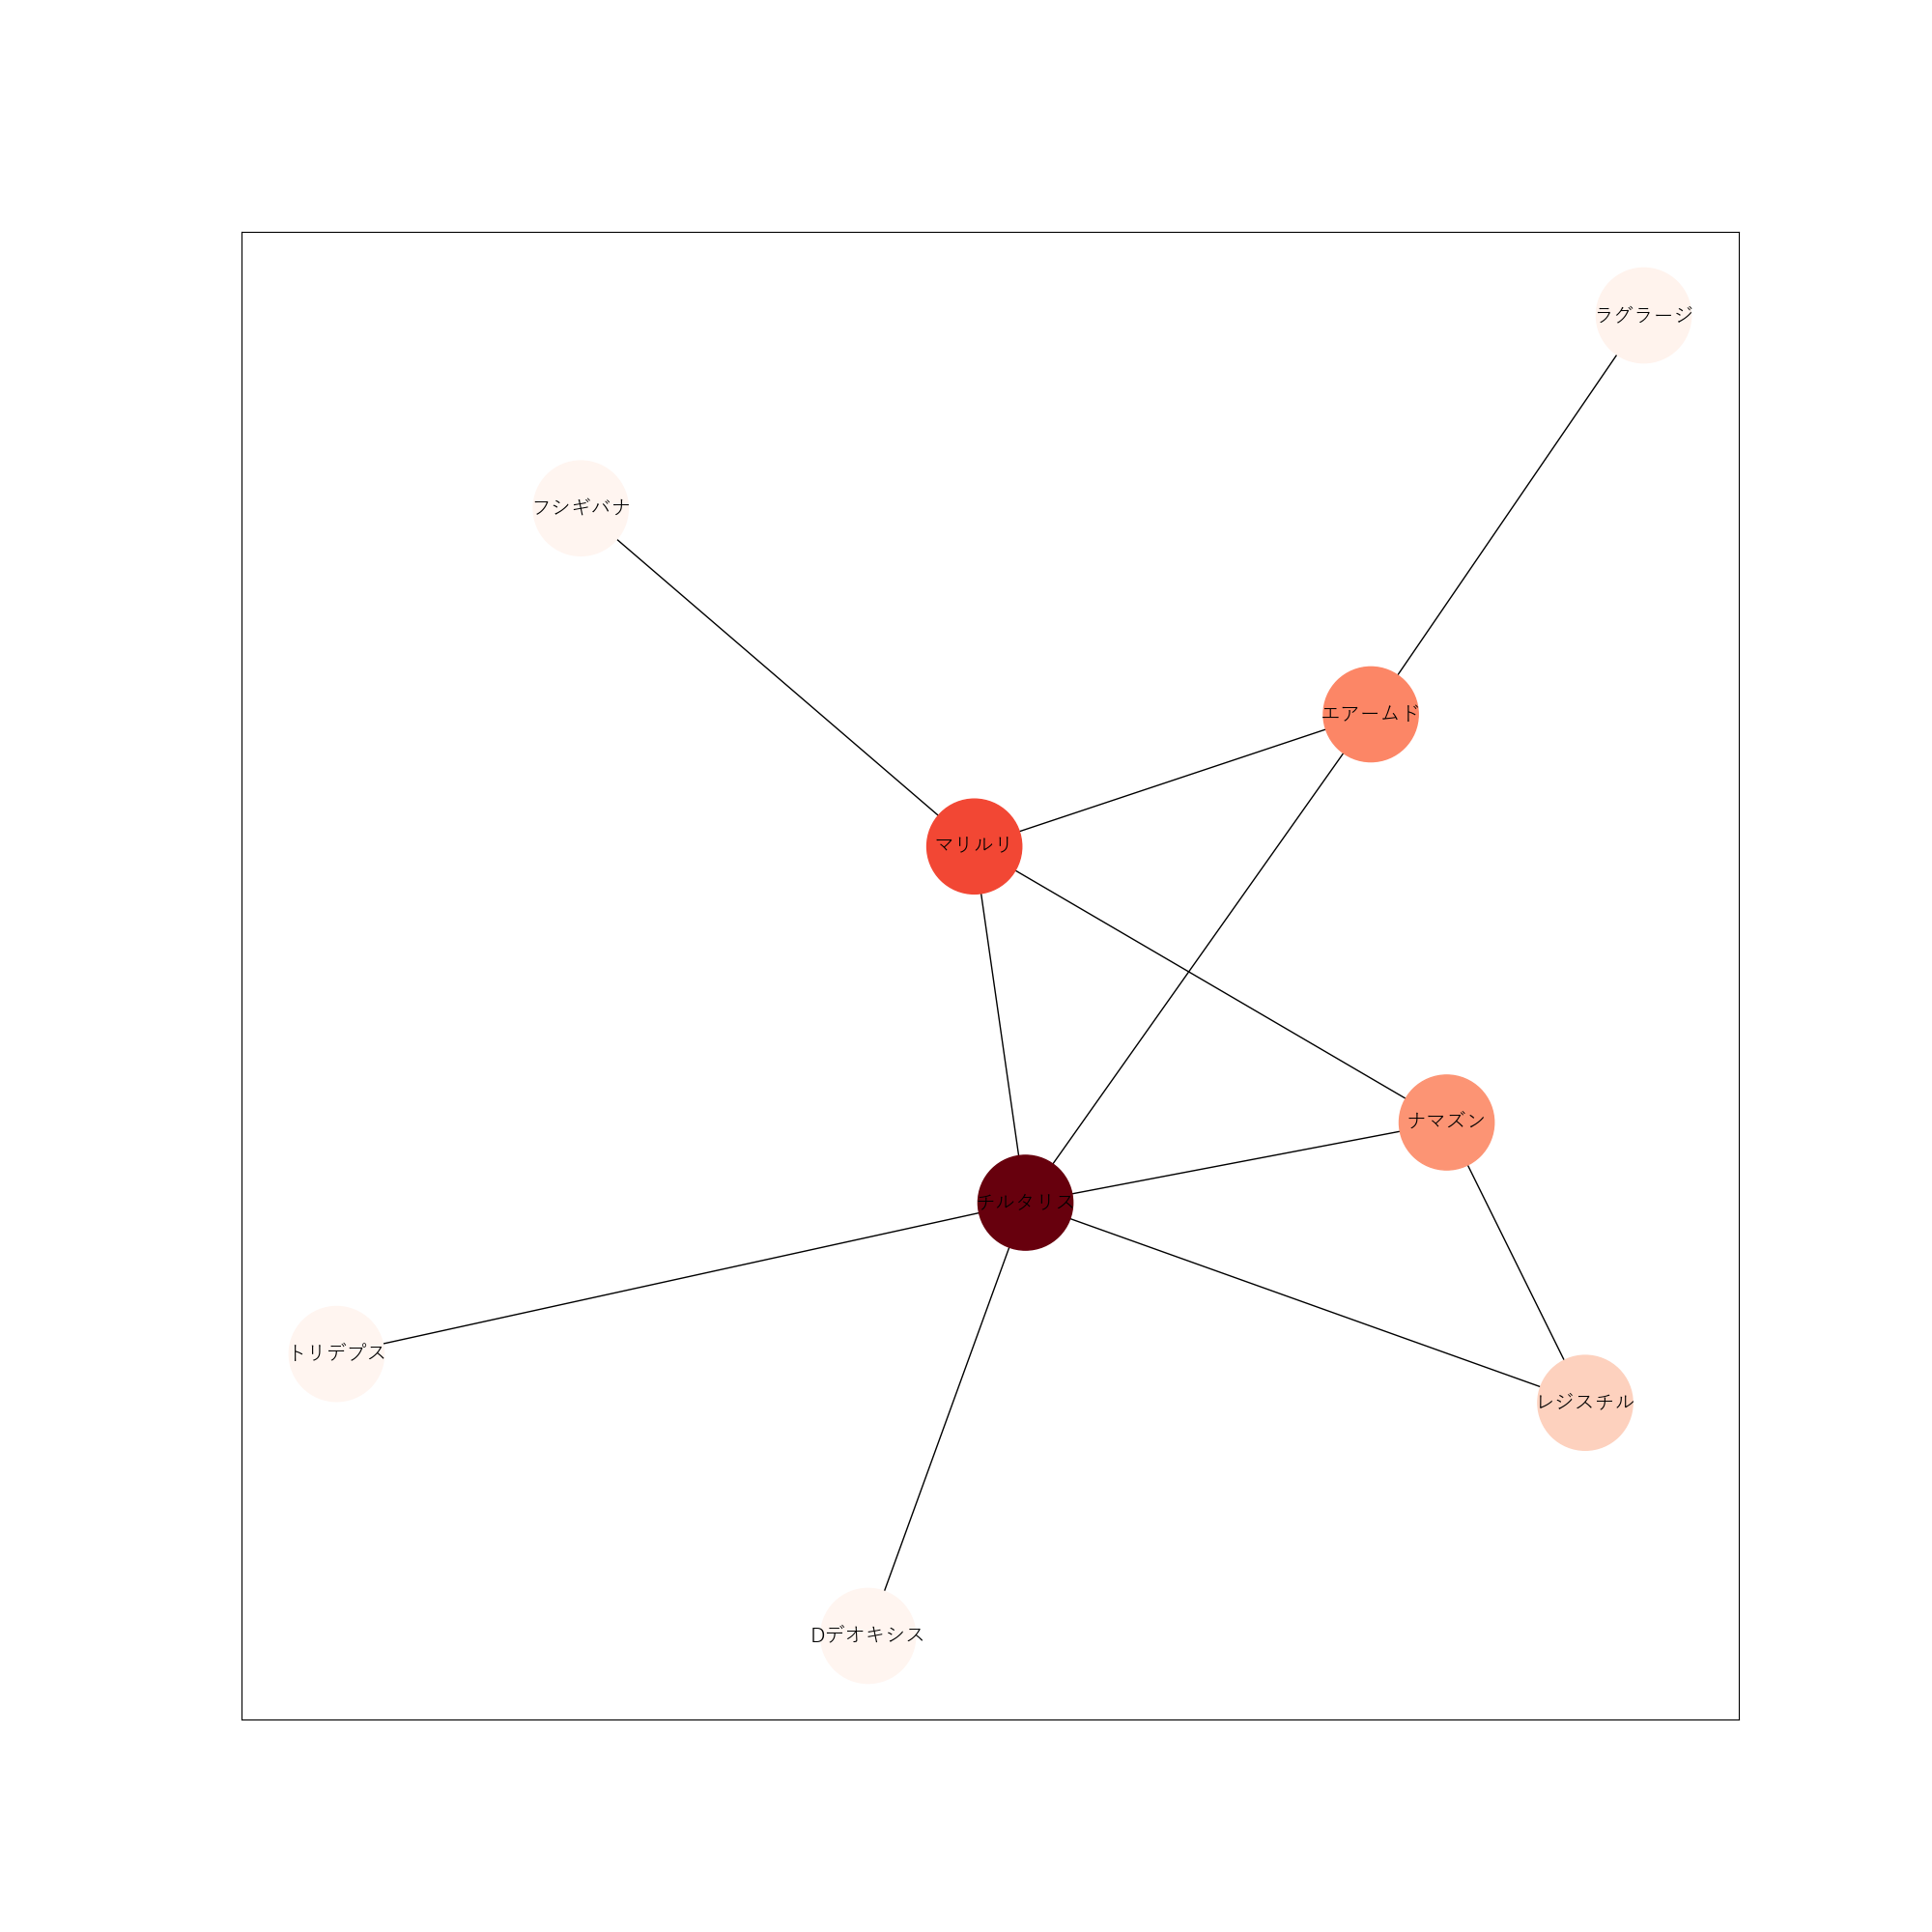 ラグラージ
フシギバナ
エアームド
マリルリ
ナマズン
チルタリス
トリデプス
レジスチル
Dデオキシス